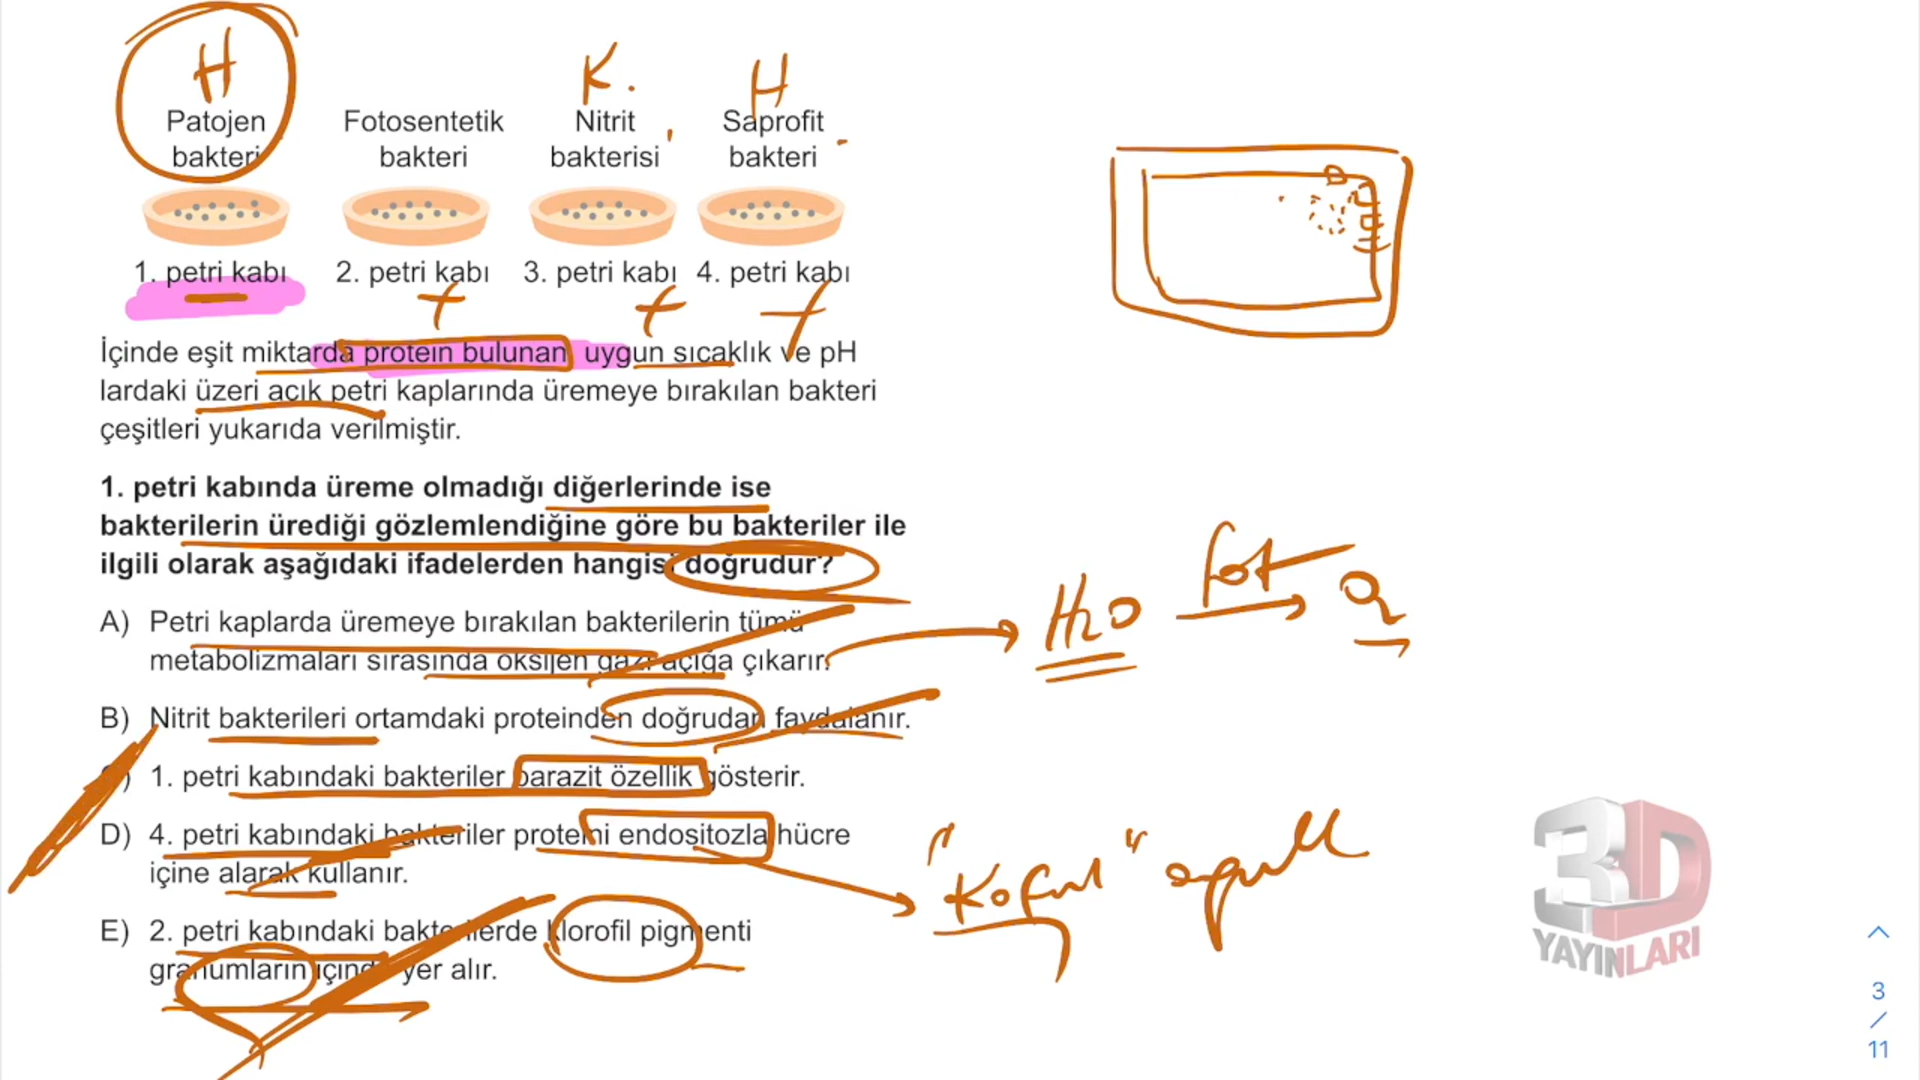 H
K.
H
Patojen
bakteri
Fotosentetik
bakteri
Nitrit
bakterisi
Saprofit
bakteri
1. petri kabı
2. petri kabı
3. petri kabı
4. petri kabı
+
+
+
İçinde eşit miktarda protein bulunan uygun sıcaklık ve pH
lardaki üzeri açık petri kaplarında üremeye bırakılan bakteri
çeşitleri yukarıda verilmiştir.
1. petri kabında üreme olmadığı diğerlerinde ise
bakterilerin ürediği gözlemlendiğine göre bu bakteriler ile
ilgili olarak aşağıdaki ifadelerden hangisi doğrudur?
A) Petri kaplarda üremeye bırakılan bakterilerin tümü
metabolizmaları sırasında oksijen gazı açığa çıkarır.
H₂O fot O₂
B) Nitrit bakterileri ortamdaki proteinden doğrudan faydalanır.
C) 1. petri kabındaki bakteriler parazit özellik gösterir.
D) 4. petri kabındaki bakteriler proteini endositozla hücre
içine alarak kullanır.
"Koful"
E) 2. petri kabındaki bakterilerde klorofil pigmenti
granumların içinde yer alır.
3D
YAYINLARI
3
/
11